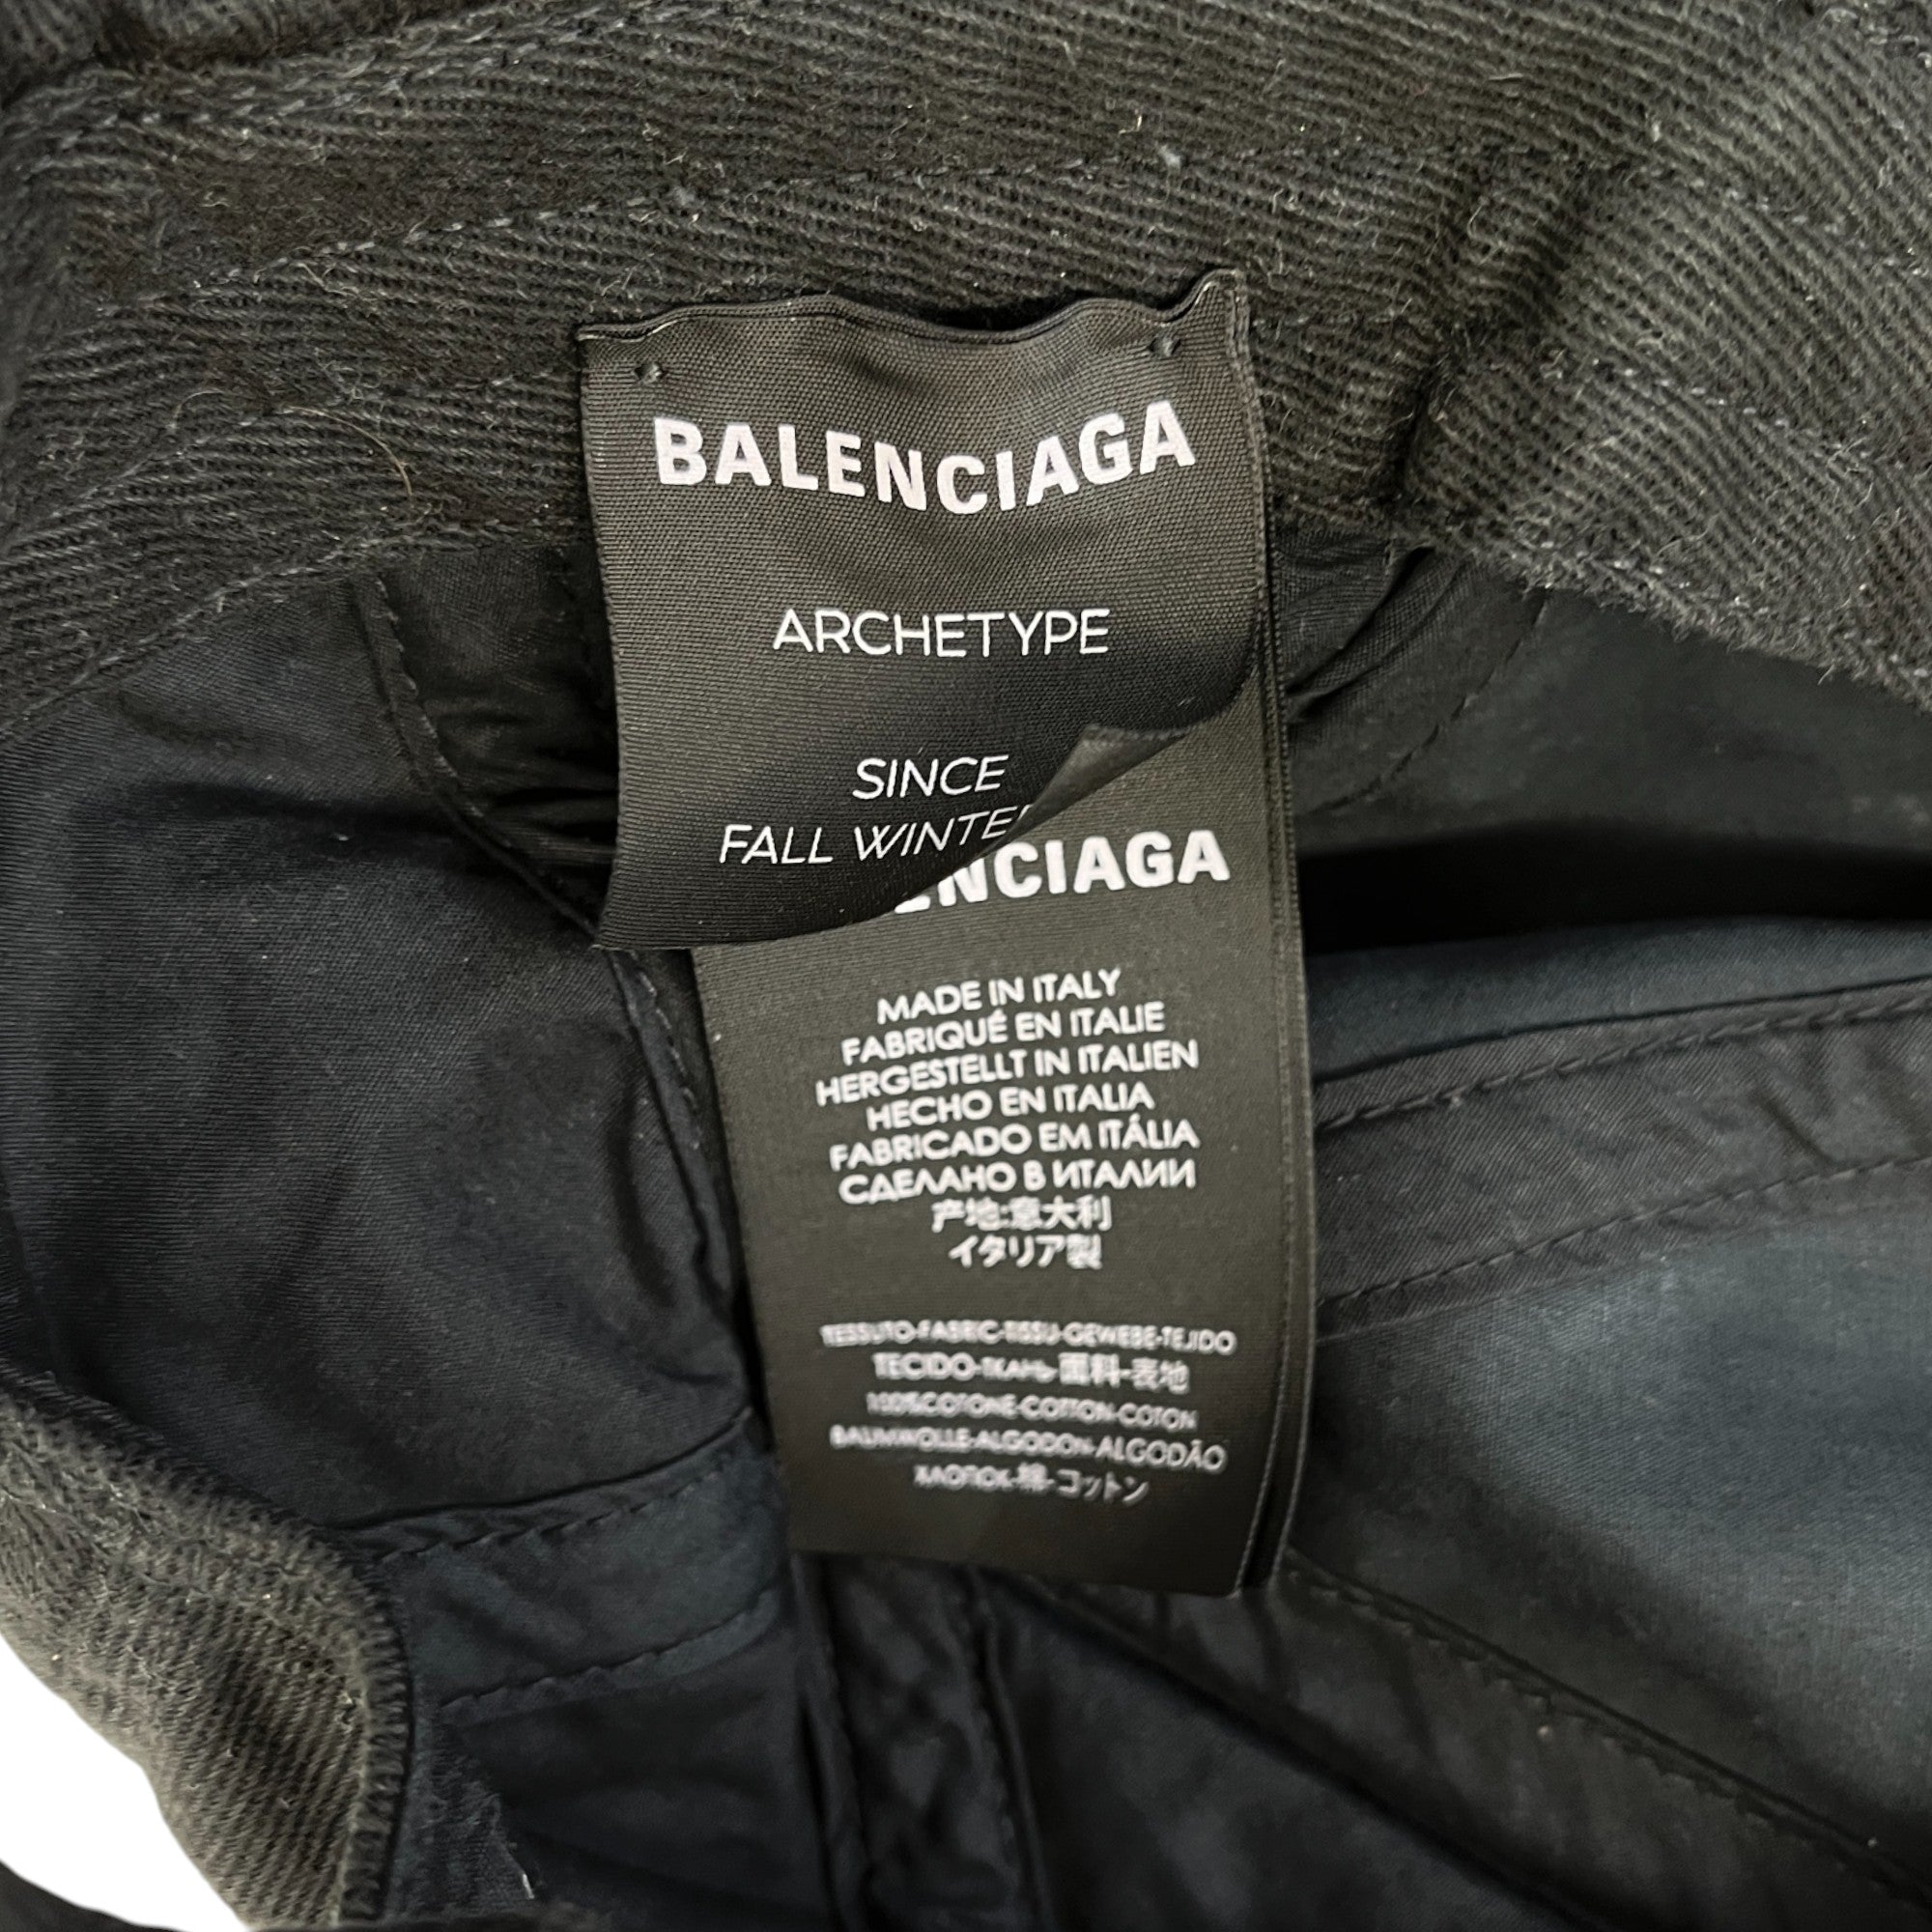 BALENCIAGA
ARCHETYPE
SINCE
FALL
NCIAGA
MADE IN ITALY
FABRIQUÉ EN ITALIE
HERGESTELLT IN ITALIEN
HECHO EN ITALIA
FABRICADO EM ITÁLIA
СДЕЛАНО В ИТАЛИИ
产地:意大利
イタリア製
TESSUTO-FABRIC-TISSU-GEWEBE-TEJIDO
TECIDO-ТКАНЬ-面料-表地
100%COTONE-COTTON-COTON
BAUMWOLLE-ALGODON-ALGODÃO
ХЛОПОК-棉-コットン